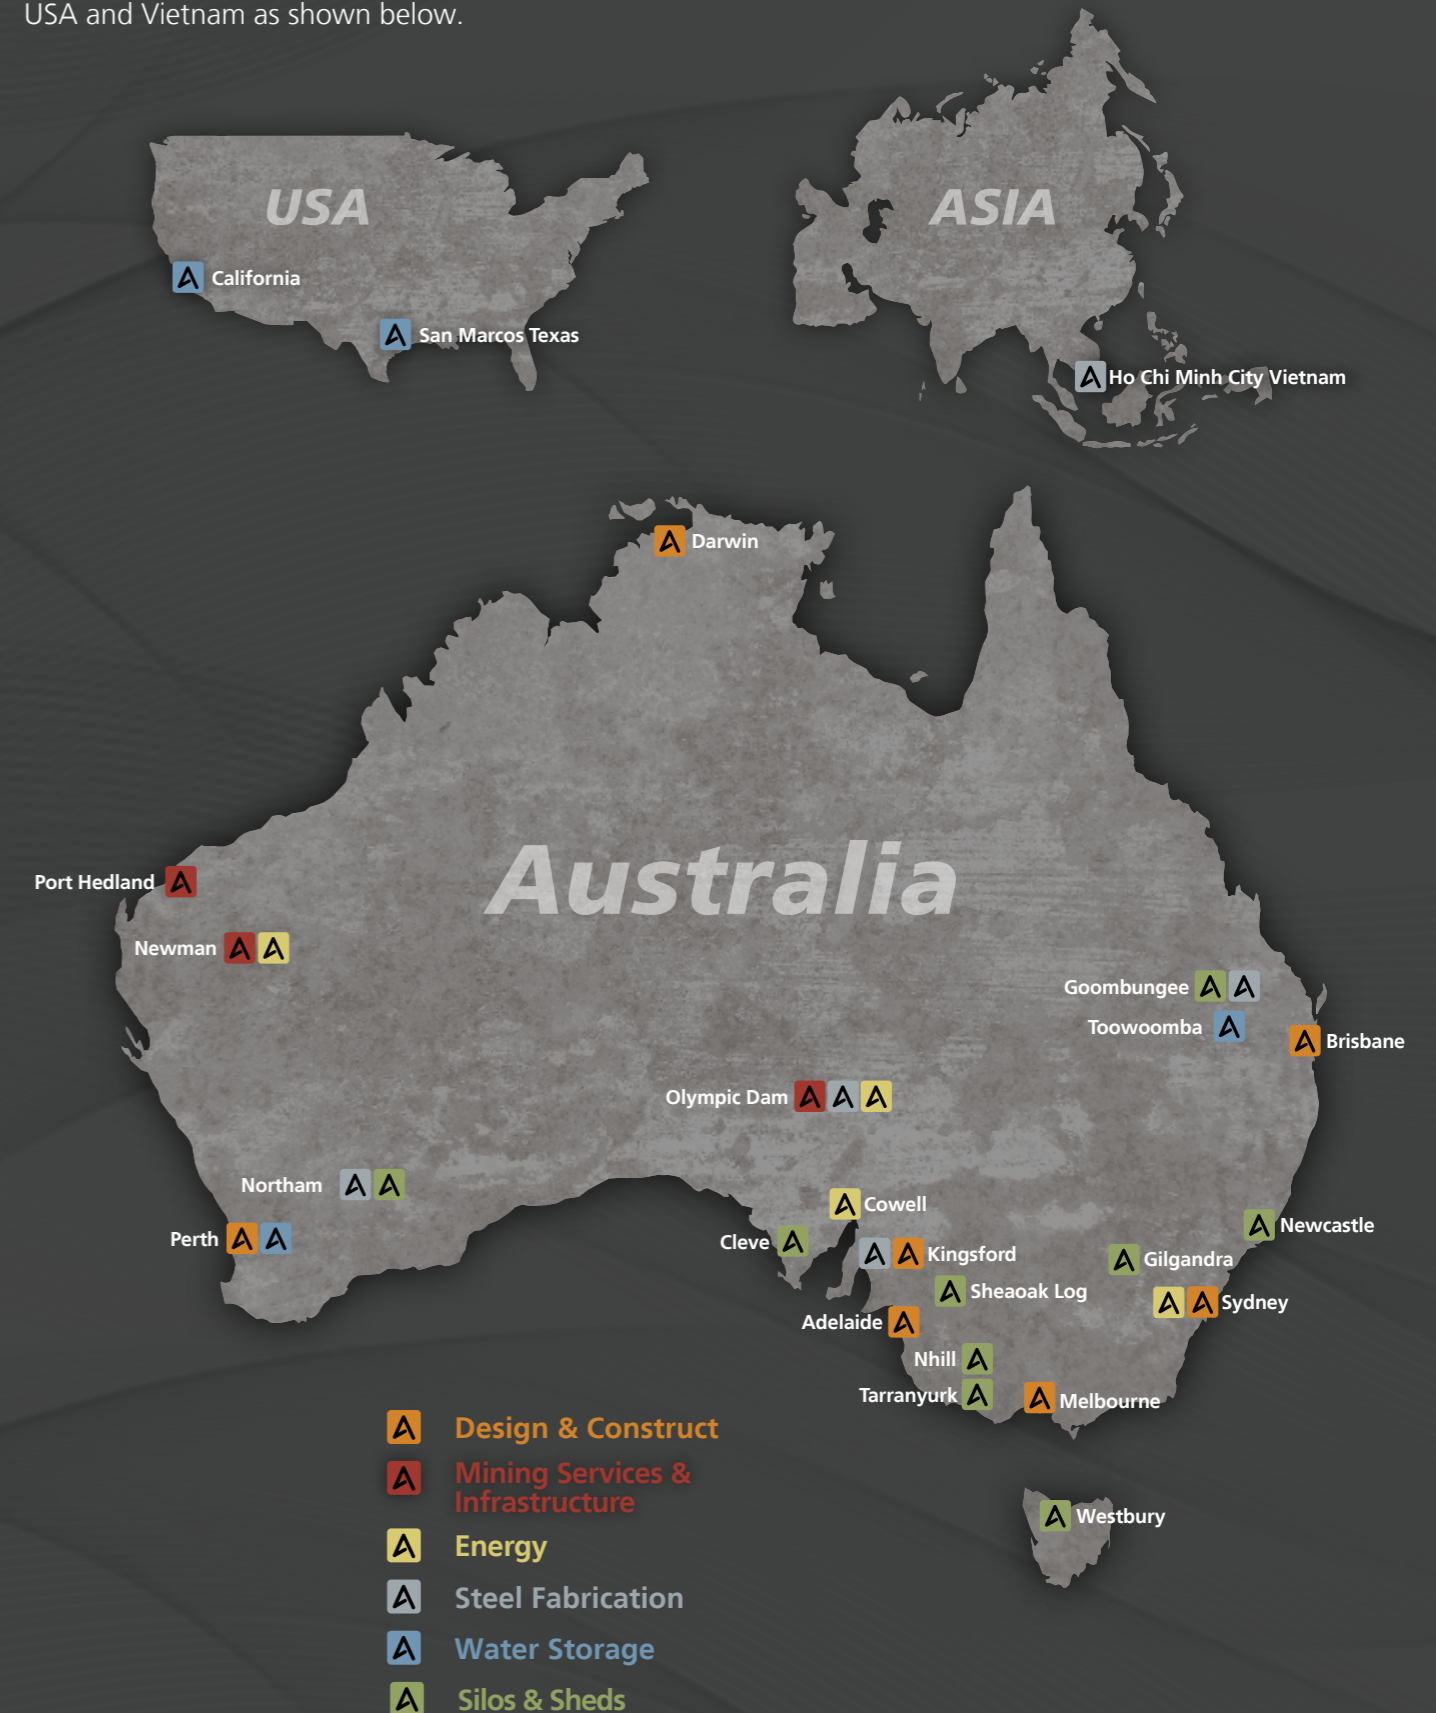 USA and Vietnam as shown below.
USA
ASIA
California
San Marcos Texas
Ho Chi Minh City Vietnam
Darwin
Australia
Port Hedland
Newman
Goombungee
Toowoomba
Brisbane
Olympic Dam
Northam
Cowell
Perth
Cleve
Newcastle
Kingsford
Gilgandra
Sheaoak Log
Sydney
Adelaide
Nhill
Tarranyurk
Melbourne
Design & Construct
Mining Services &
Infrastructure
Westbury
Energy
Steel Fabrication
Water Storage
Silos & Sheds